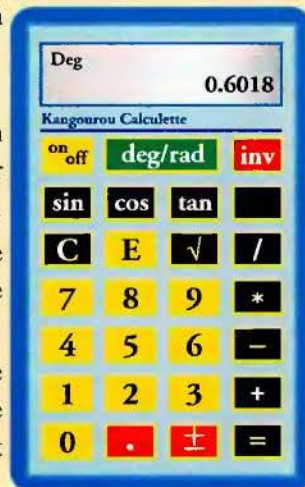 Deg
0.6018
Kangourou Calculette
on off deg/rad inv
sin cos tan
C E √ /
7 8 9 *
4 5 6 −
1 2 3 +
0 . ± =